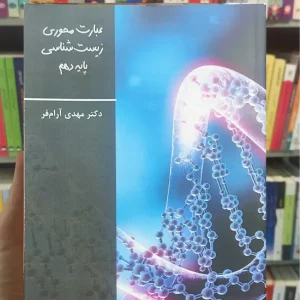 عبارت محوری
زیست‌شناسی
پایه دهم
دکتر مهدی آرام‌فر